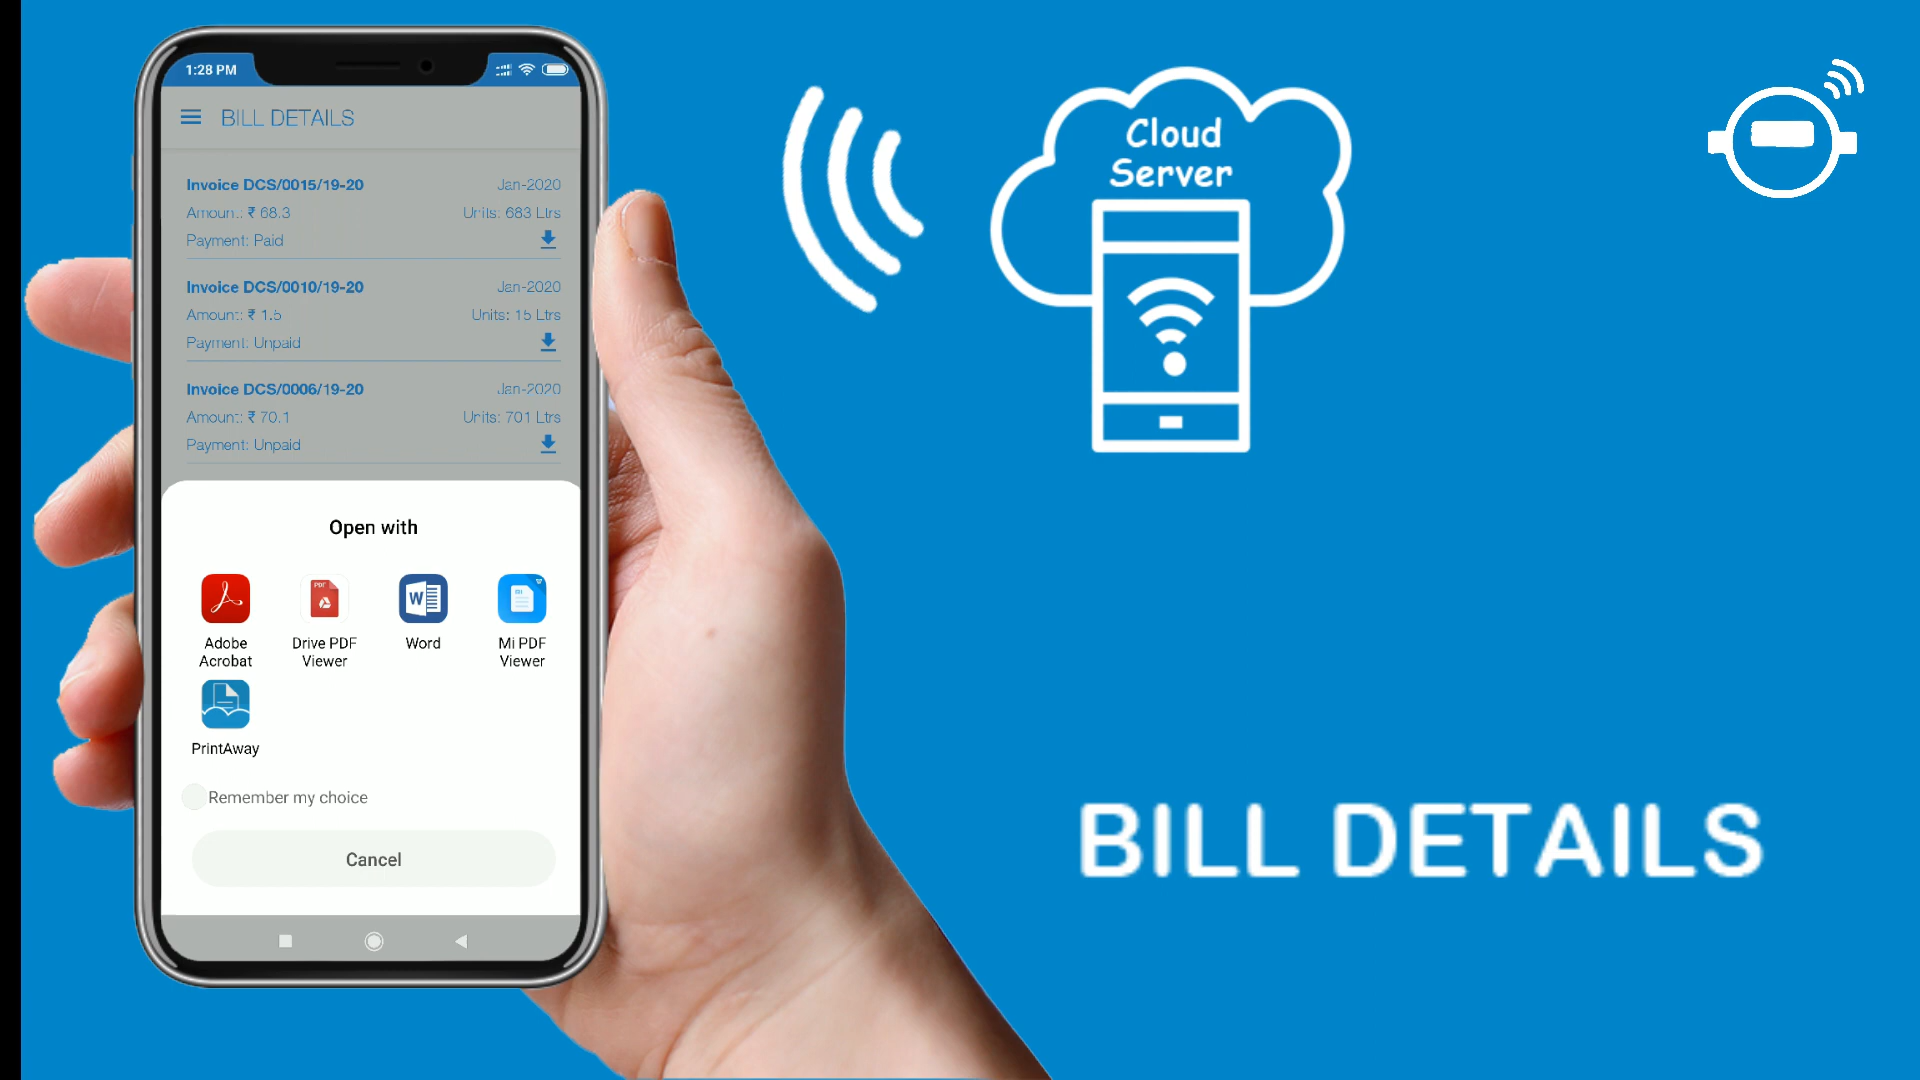 1:28 PM
BILL DETAILS
Invoice DCS/0015/19-20 Jan-2020
Amount: ₹ 68.3 Units: 683 Ltrs
Payment: Paid
Invoice DCS/0010/19-20 Jan-2020
Amount: ₹ 1.5 Units: 15 Ltrs
Payment: Unpaid
Invoice DCS/0006/19-20 Jan-2020
Amount: ₹ 70.1 Units: 701 Ltrs
Payment: Unpaid
Open with
PDF
W
MI
Adobe Drive PDF Word Mi PDF
Acrobat Viewer Viewer
PrintAway
Remember my choice
Cancel
Cloud
Server
BILL DETAILS